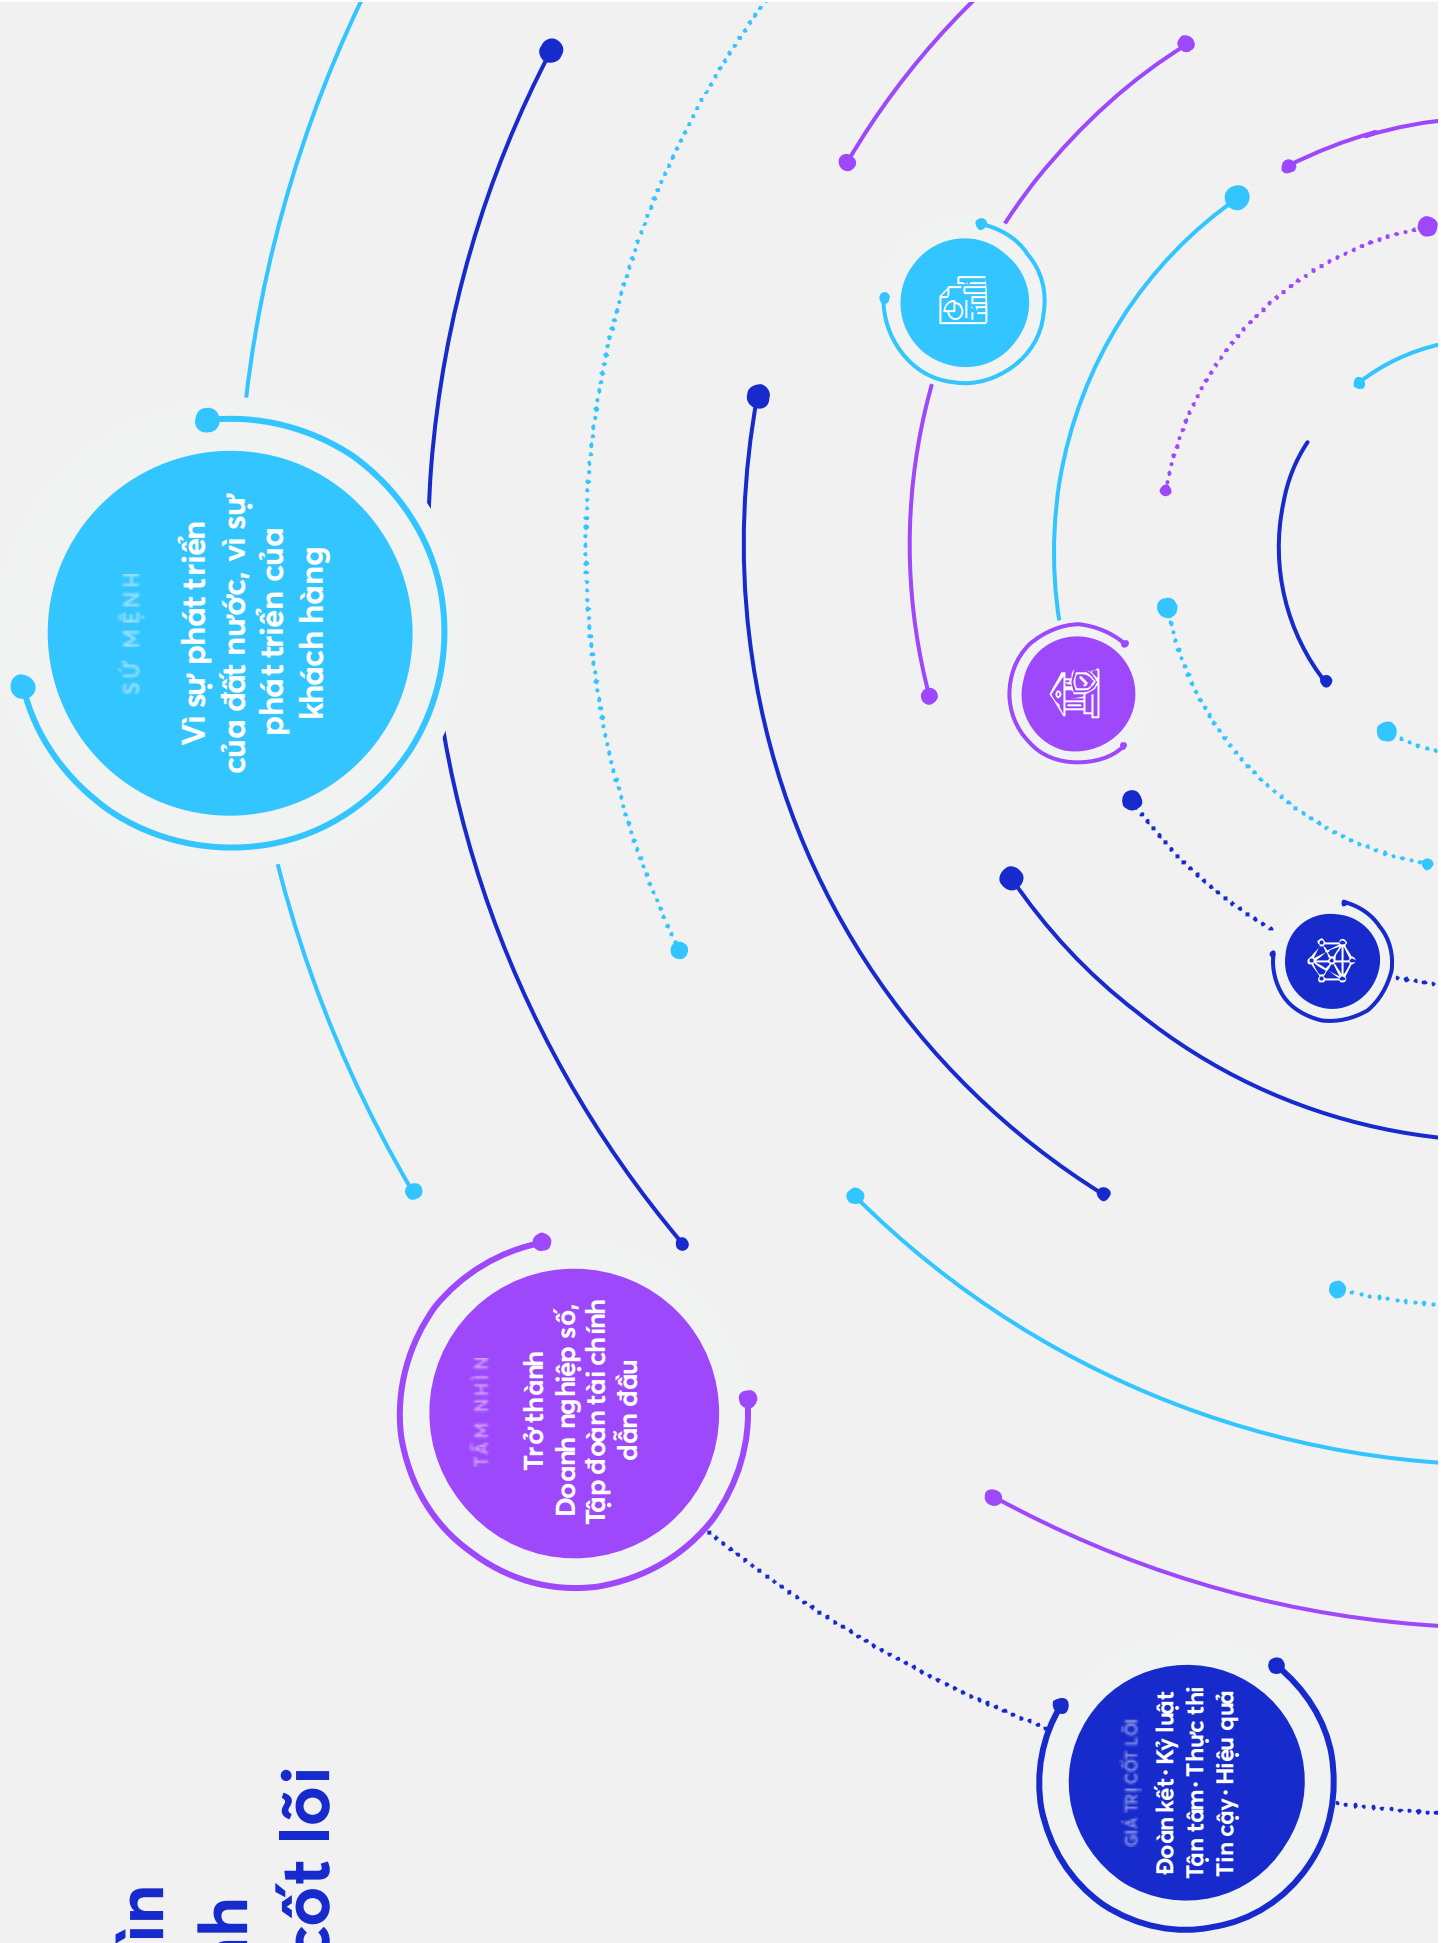 ìn
nh
cốt lõi
SỨ MỆNH
Vì sự phát triển
của đất nước, vì sự
phát triển của
khách hàng
TẦM NHÌN
Trở thành
Doanh nghiệp số,
Tập đoàn tài chính
dẫn đầu
GIÁ TRỊ CỐT LÕI
Đoàn kết · Kỷ luật
Tận tâm · Thực thi
Tin cậy · Hiệu quả